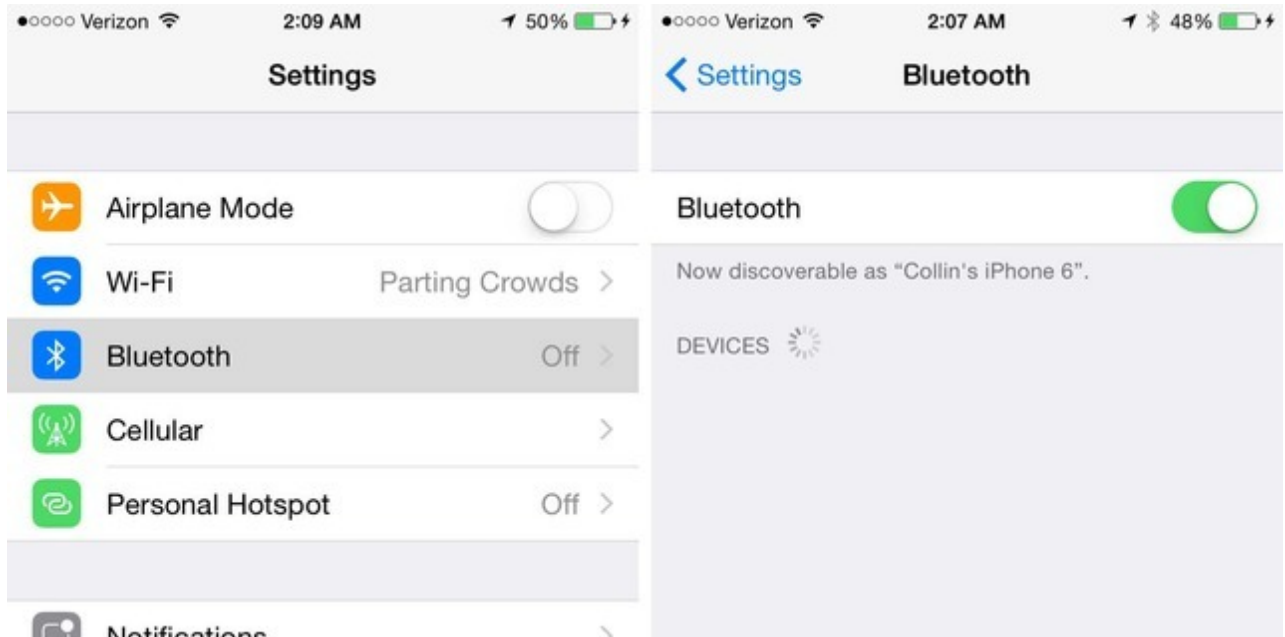 Verizon 2:09 AM 50%
Settings
Airplane Mode
Wi-Fi Parting Crowds
Bluetooth Off
Cellular
Personal Hotspot Off
Notifications
Verizon 2:07 AM 48%
Settings Bluetooth
Bluetooth
Now discoverable as “Collin's iPhone 6”.
DEVICES